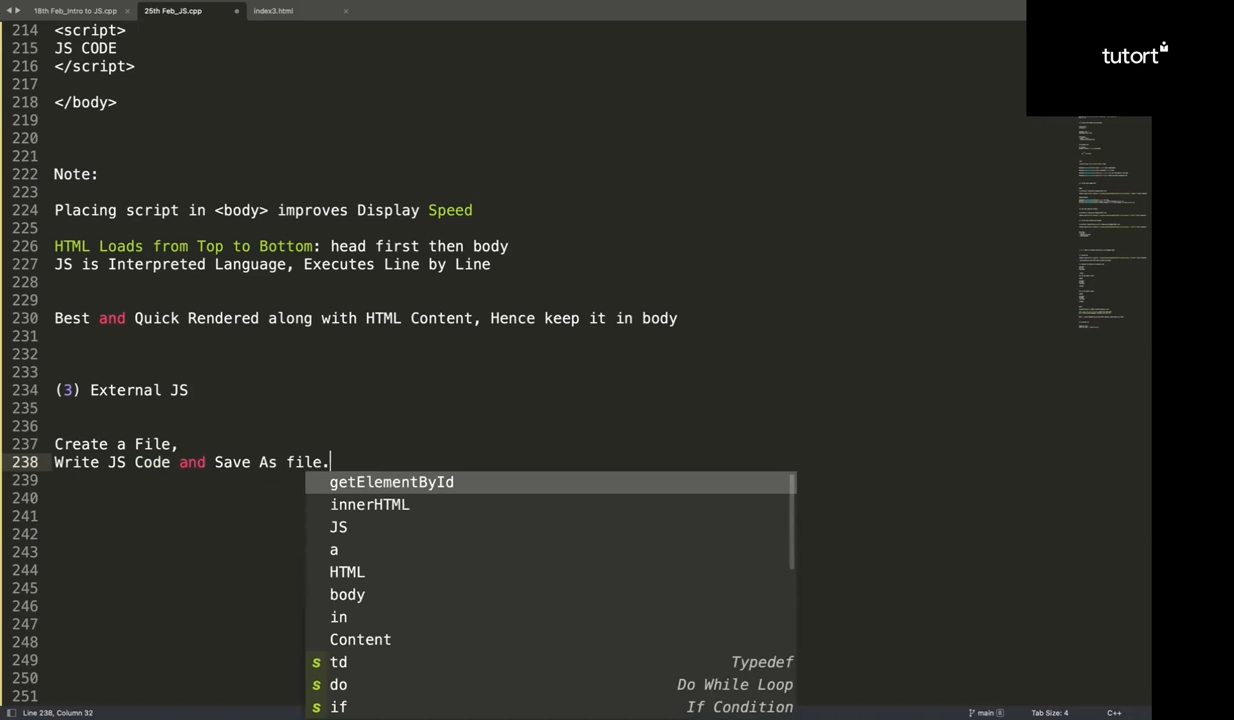 18th Feb_Intro to JS.cpp
25th Feb_JS.cpp
index3.html
tutort
214 <script>
215 JS CODE
216 </script>
217
218 </body>
219
220
221
222 Note:
223
224 Placing script in <body> improves Display Speed
225
226 HTML Loads from Top to Bottom: head first then body
227 JS is Interpreted Language, Executes Line by Line
228
229
230 Best and Quick Rendered along with HTML Content, Hence keep it in body
231
232
233
234 (3) External JS
235
236
237 Create a File,
238 Write JS Code and Save As file.
239 getElementById
240 innerHTML
241 JS
242 a
243 HTML
244 body
245 in
246 Content
247
248 s td Typedef
249 s do Do While Loop
250 s if If Condition
251
Line 238, Column 32
main 8
Tab Size: 4
C++